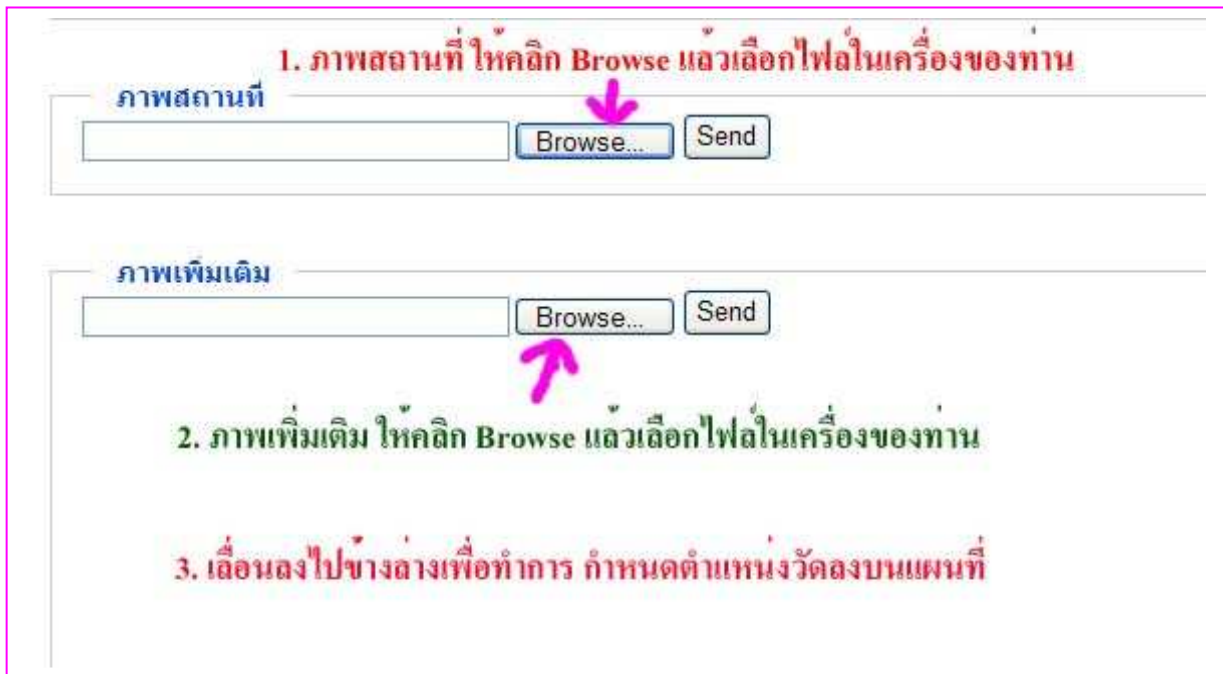 1. ภาพสถานที่ ให้คลิก Browse แล้วเลือกไฟล์ในเครื่องของท่าน
ภาพสถานที่
Browse... Send
ภาพเพิ่มเติม
Browse... Send
2. ภาพเพิ่มเติม ให้คลิก Browse แล้วเลือกไฟล์ในเครื่องของท่าน
3. เลื่อนลงไปข้างล่างเพื่อทำการ กำหนดตำแหน่งวัดลงบนแผนที่